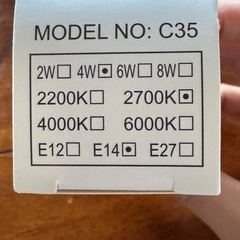 MODEL NO: C35
2W☐ 4W▣ 6W☐ 8W☐
2200K☐ 2700K▣
4000K☐ 6000K☐
E12☐ E14▣ E27☐